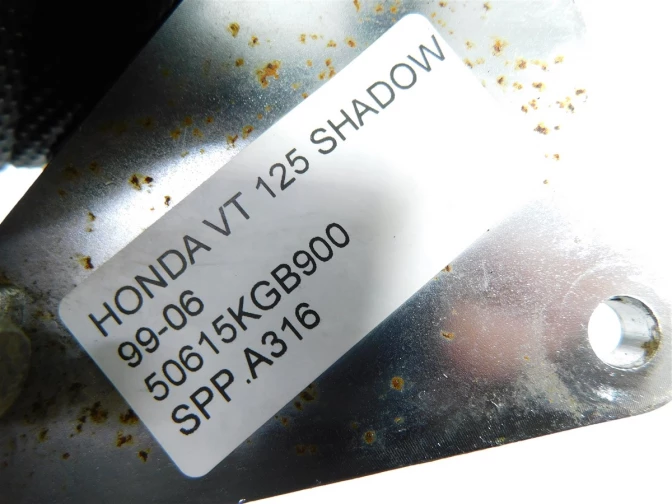 HONDA VT 125 SHADOW
99-06
50615KGB900
SPP.A316